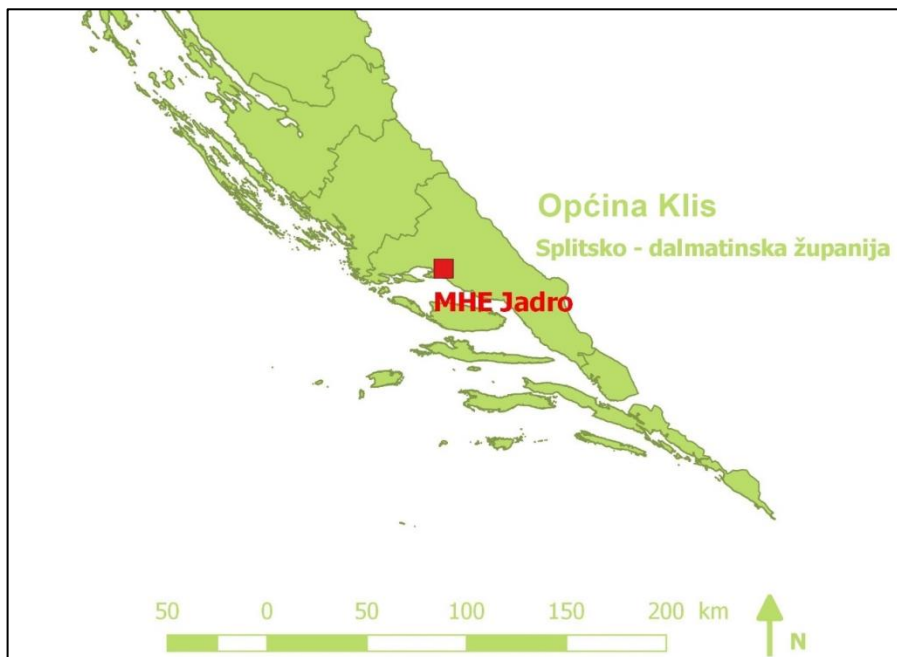 Općina Klis
Splitsko - dalmatinska županija
MHE Jadro
50 0 50 100 150 200 km
N